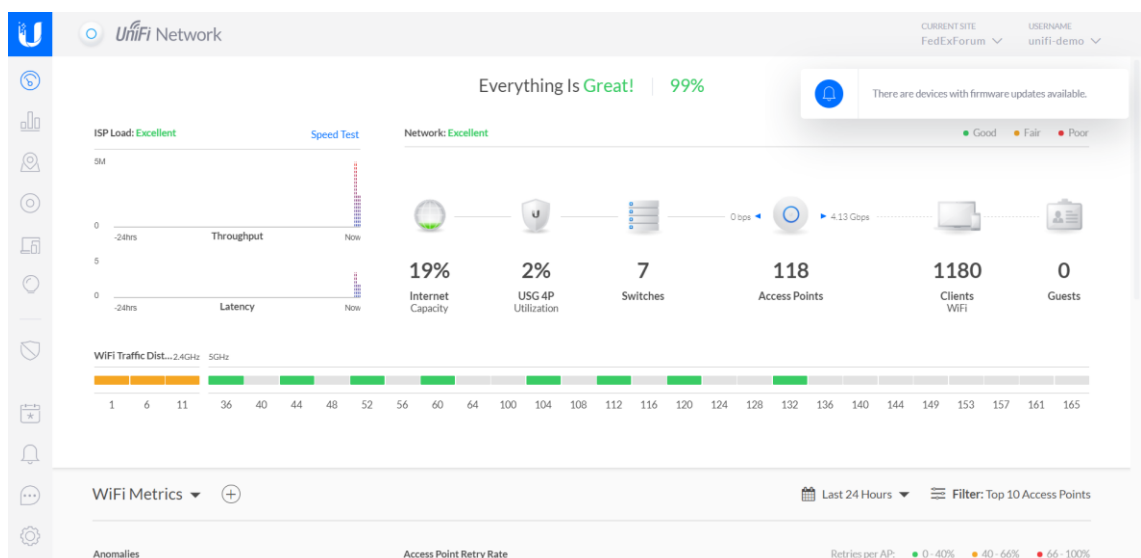 UniFi Network
CURRENT SITE
FedExForum
USERNAME
unifi-demo
Everything Is Great! 99%
There are devices with firmware updates available.
ISP Load: Excellent
Speed Test
Network: Excellent
Good Fair Poor
5M
0
-24hrs Throughput Now
5
0
-24hrs Latency Now
0 bps
4.13 Gbps
19%
Internet
Capacity
2%
USG 4P
Utilization
7
Switches
118
Access Points
1180
Clients
WiFi
0
Guests
WiFi Traffic Dist... 2.4GHz 5GHz
1 6 11 36 40 44 48 52 56 60 64 100 104 108 112 116 120 124 128 132 136 140 144 149 153 157 161 165
WiFi Metrics
Last 24 Hours
Filter: Top 10 Access Points
Anomalies
Access Point Retry Rate
Retries per AP: 0 - 40% 40 - 66% 66 - 100%